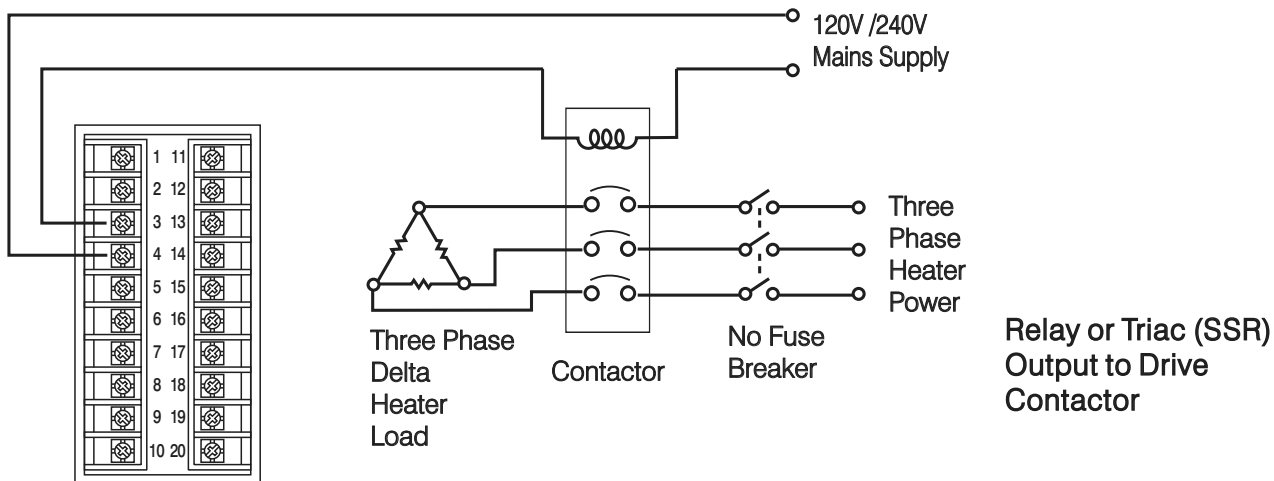 120V /240V
Mains Supply
1 11
2 12
3 13
4 14
5 15
6 16
7 17
8 18
9 19
10 20
Three
Phase
Heater
Power
Three Phase
Delta
Heater
Load
Contactor
No Fuse
Breaker
Relay or Triac (SSR)
Output to Drive
Contactor